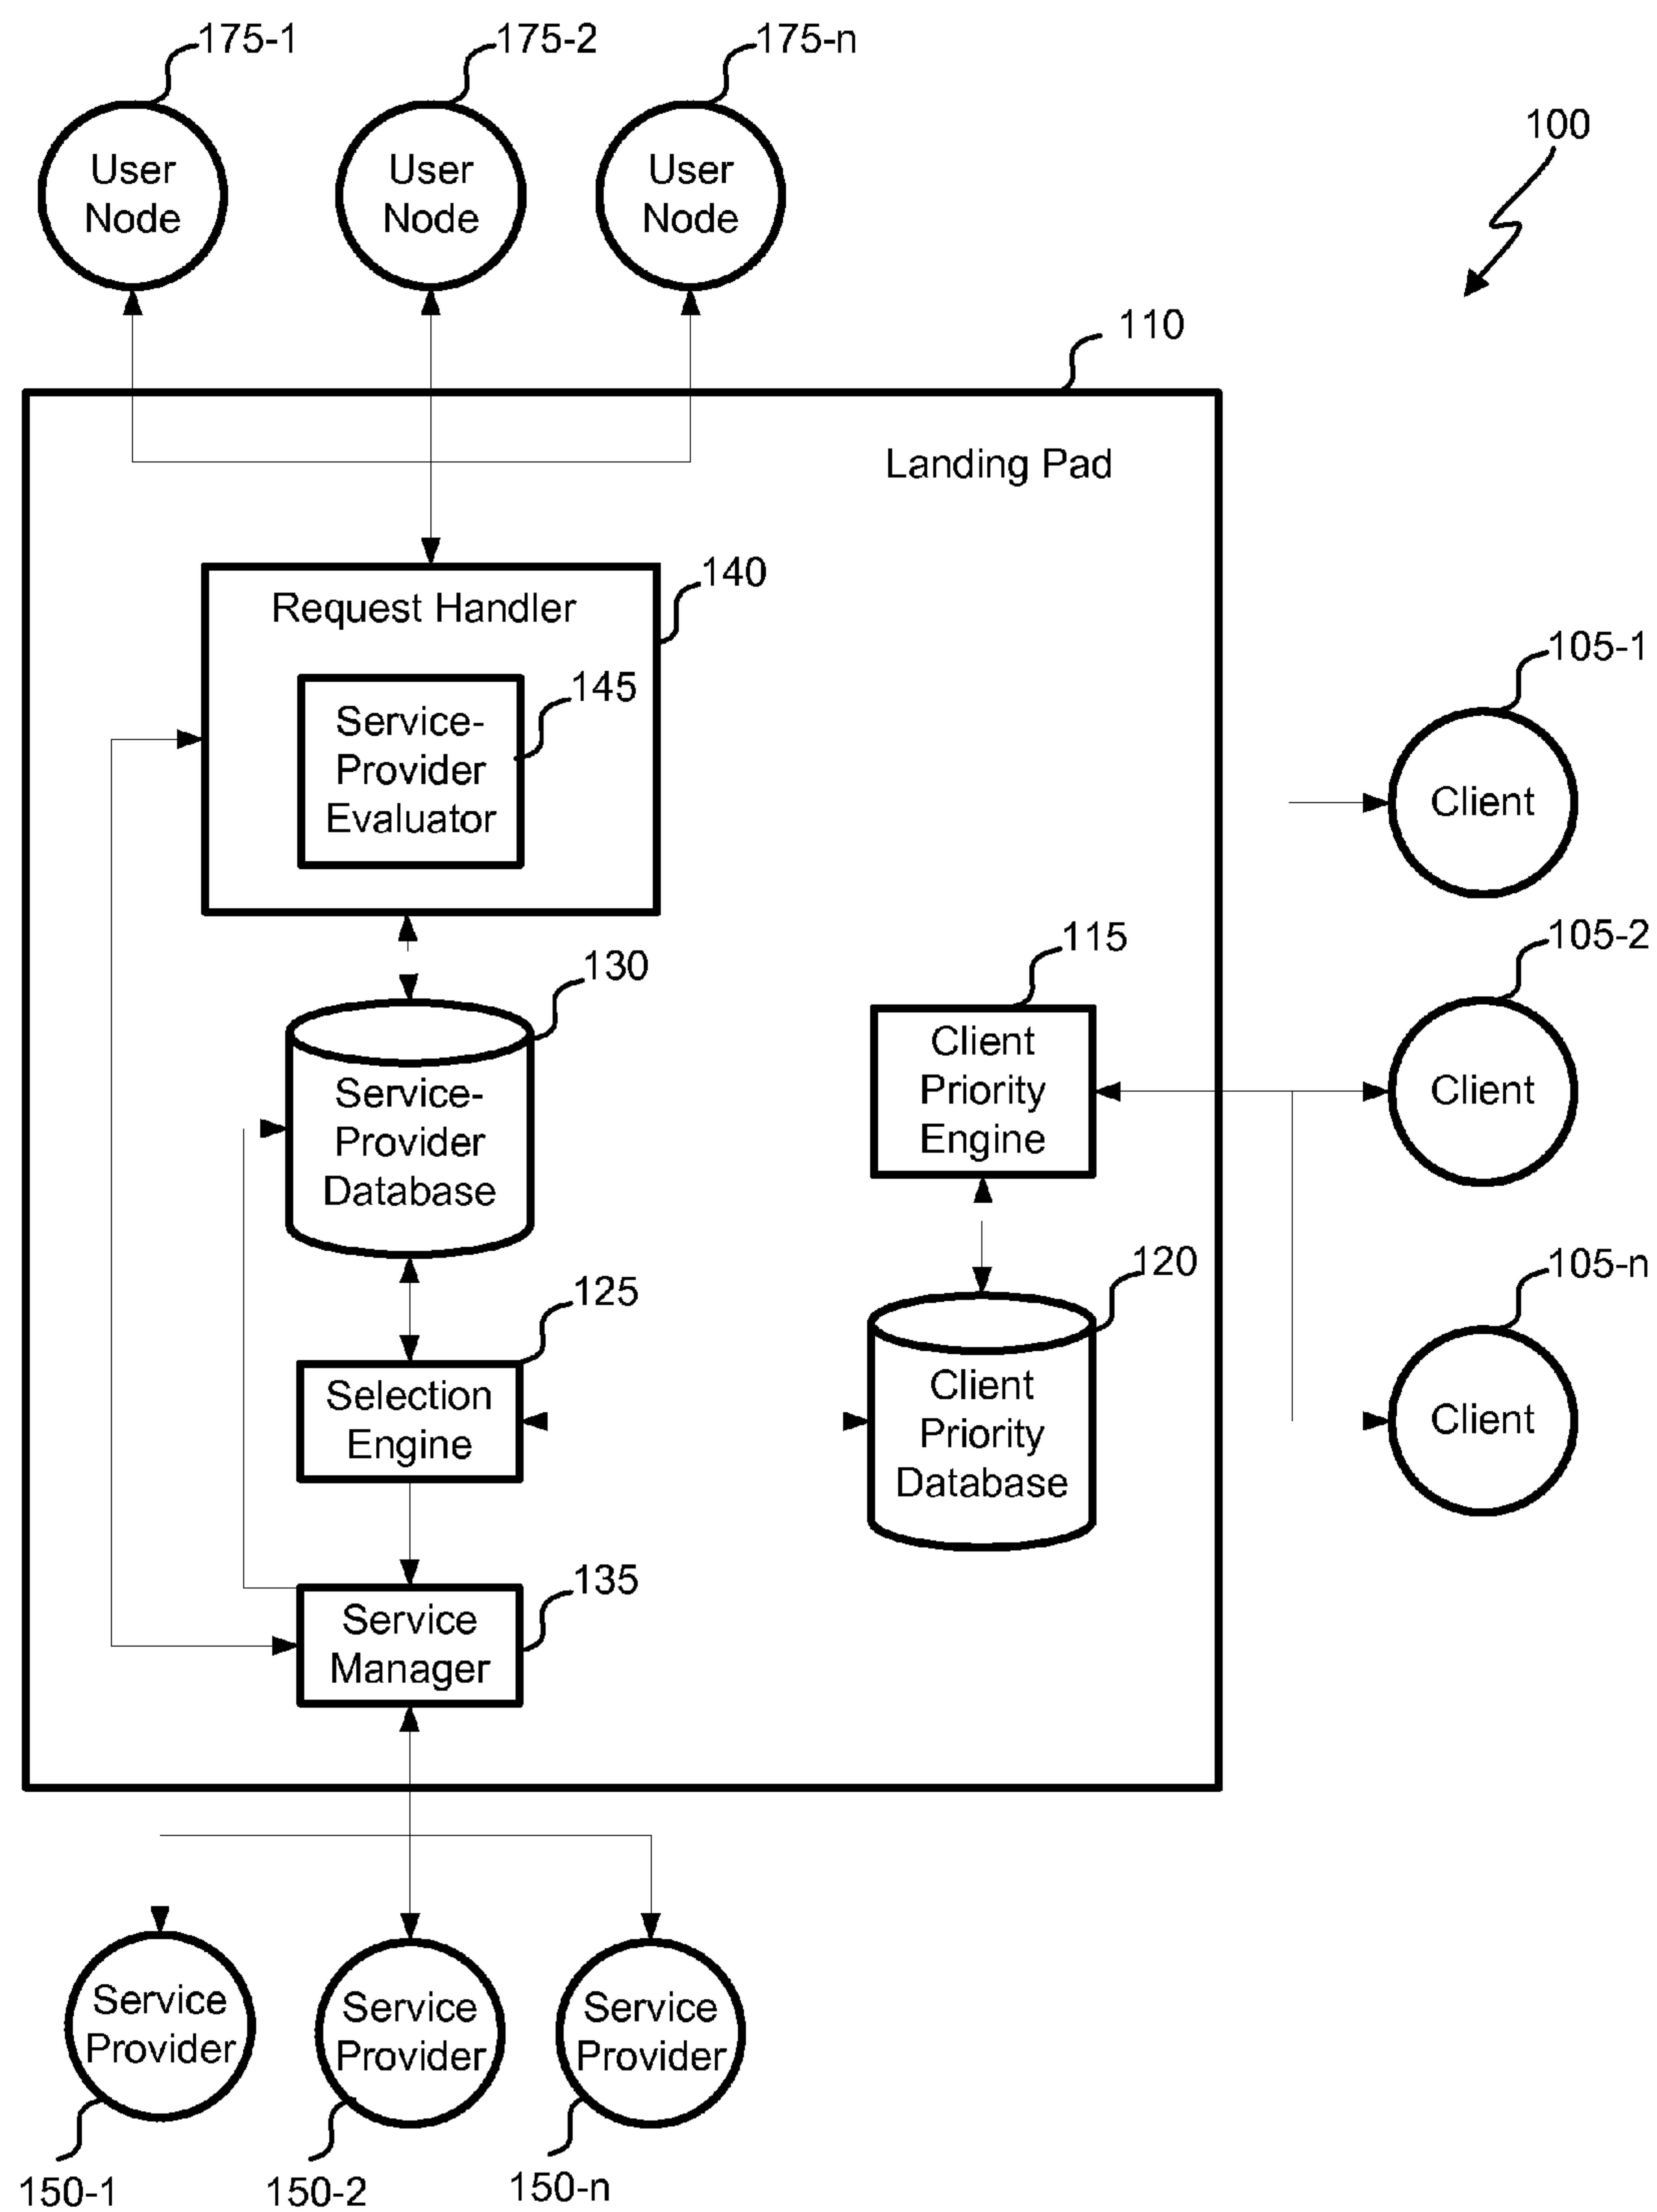 175-1
175-2
175-n
User
Node
User
Node
User
Node
100
110
Landing Pad
140
Request Handler
145
Service-
Provider
Evaluator
105-1
Client
115
105-2
130
Client
Priority
Engine
Client
Service-
Provider
Database
120
105-n
125
Client
Priority
Database
Client
Selection
Engine
135
Service
Manager
Service
Provider
Service
Provider
Service
Provider
150-1
150-2
150-n